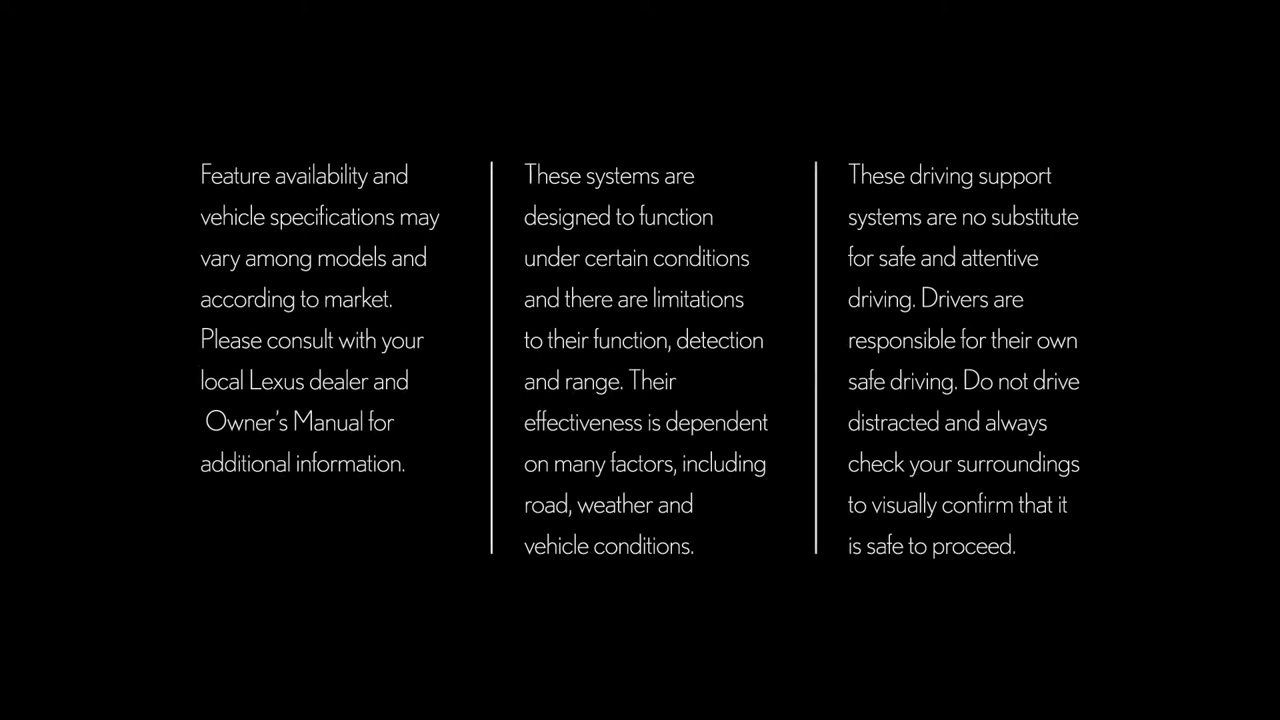 Feature availability and
vehicle specifications may
vary among models and
according to market.
Please consult with your
local Lexus dealer and
Owner's Manual for
additional information.
These systems are
designed to function
under certain conditions
and there are limitations
to their function, detection
and range. Their
effectiveness is dependent
on many factors, including
road, weather and
vehicle conditions.
These driving support
systems are no substitute
for safe and attentive
driving. Drivers are
responsible for their own
safe driving. Do not drive
distracted and always
check your surroundings
to visually confirm that it
is safe to proceed.